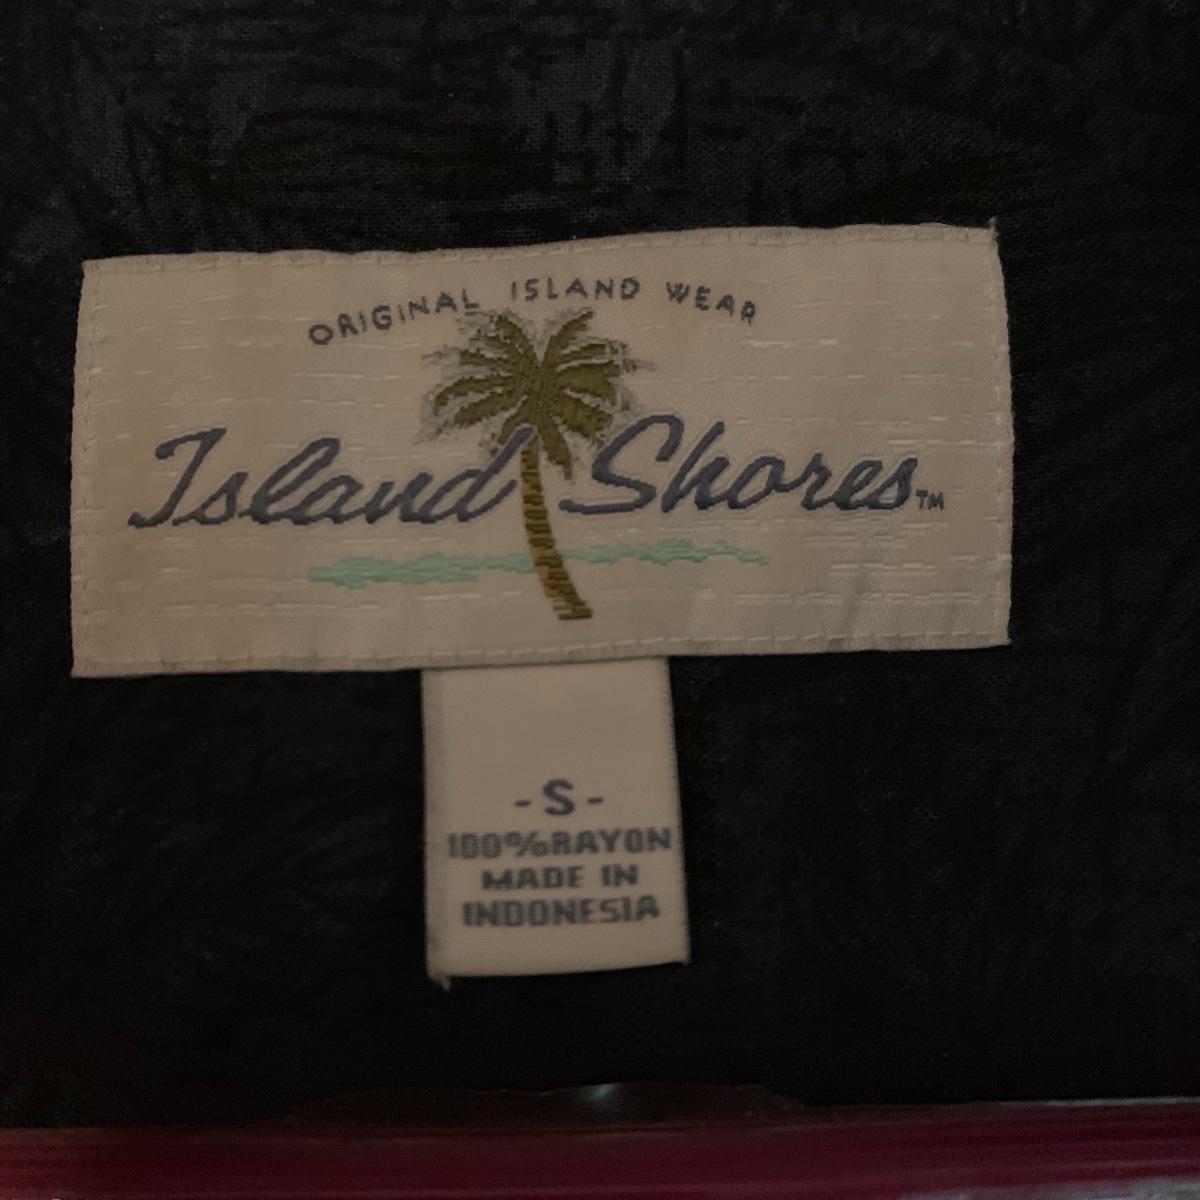 ORIGINAL ISLAND WEAR
Island Shores™
-S-
100%RAYON
MADE IN
INDONESIA